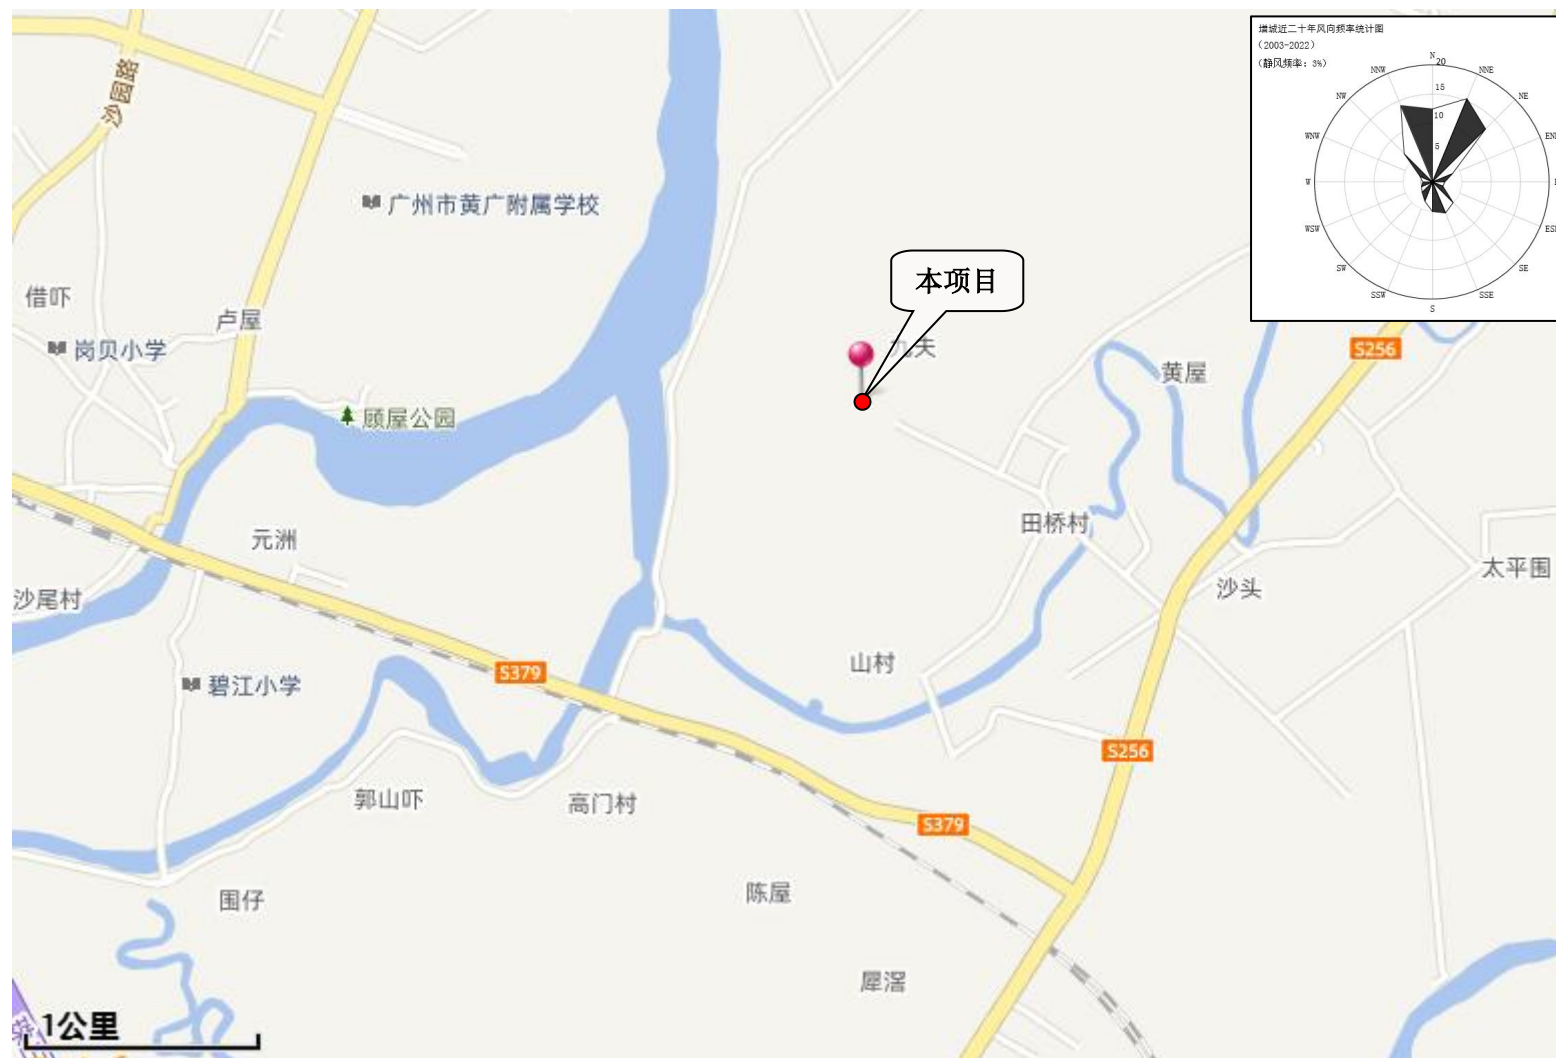 增城近二十年风向频率统计图
（2003-2022）
（静风频率：3%）
N
20
NNW
NNE
15
NW
NE
10
WNW
5
W
WSW
SW
SE
SSW
SSE
S
沙园路
广州市黄广附属学校
本项目
借吓
卢屋
岗贝小学
夫
S256
黄屋
顾屋公园
元洲
田桥村
太平围
沙尾村
沙头
山村
S379
碧江小学
S256
郭山吓
高门村
S379
陈屋
围仔
犀滘
1公里